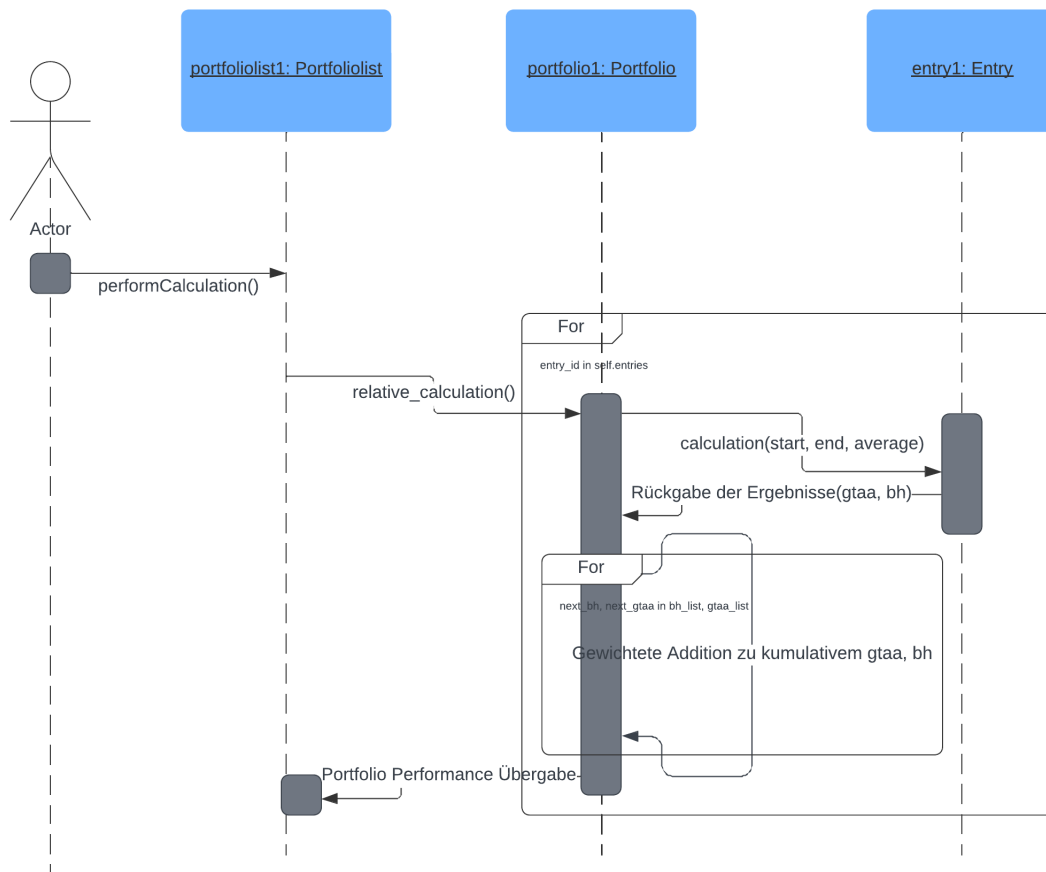 portfoliolist1: Portfoliolist
portfolio1: Portfolio
entry1: Entry
Actor
performCalculation()
For
entry_id in self.entries
relative_calculation()
calculation(start, end, average)
Rückgabe der Ergebnisse(gtaa, bh)
For
next_bh, next_gtaa in bh_list, gtaa_list
Gewichtete Addition zu kumulativem gtaa, bh
Portfolio Performance Übergabe